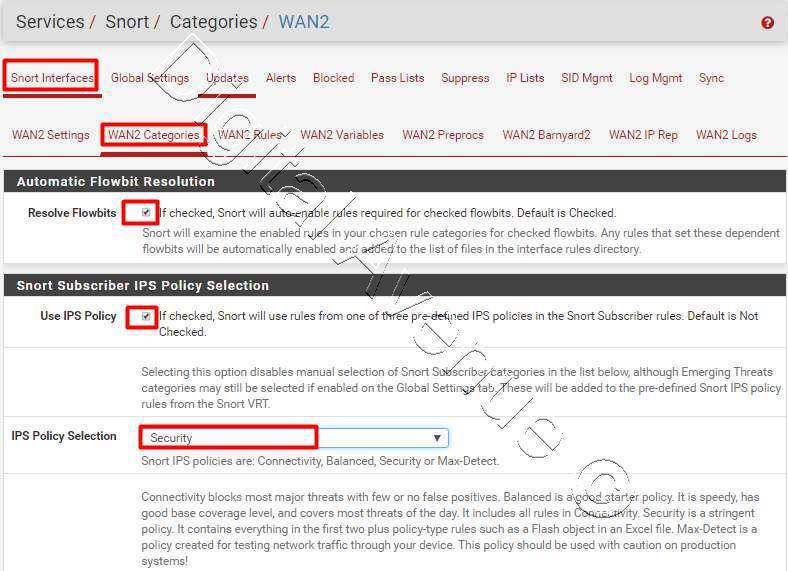 Services / Snort / Categories / WAN2
Snort Interfaces Global Settings Updates Alerts Blocked Pass Lists Suppress IP Lists SID Mgmt Log Mgmt Sync
WAN2 Settings WAN2 Categories WAN2 Rules WAN2 Variables WAN2 Preprocs WAN2 Barnyard2 WAN2 IP Rep WAN2 Logs
Automatic Flowbit Resolution
Resolve Flowbits If checked, Snort will auto-enable rules required for checked flowbits. Default is Checked.
Snort will examine the enabled rules in your chosen rule categories for checked flowbits. Any rules that set these dependent
flowbits will be automatically enabled and added to the list of files in the interface rules directory.
Snort Subscriber IPS Policy Selection
Use IPS Policy If checked, Snort will use rules from one of three pre-defined IPS policies in the Snort Subscriber rules. Default is Not
Checked.
Selecting this option disables manual selection of Snort Subscriber categories in the list below, although Emerging Threats
categories may still be selected if enabled on the Global Settings tab. These will be added to the pre-defined Snort IPS policy
rules from the Snort VRT.
IPS Policy Selection Security
Snort IPS policies are: Connectivity, Balanced, Security or Max-Detect.
Connectivity blocks most major threats with few or no false positives. Balanced is a good starter policy. It is speedy, has
good base coverage level, and covers most threats of the day. It includes all rules in Connectivity. Security is a stringent
policy. It contains everything in the first two plus policy-type rules such as a Flash object in an Excel file. Max-Detect is
a policy created for testing network traffic through your device. This policy should be used with caution on production
systems!